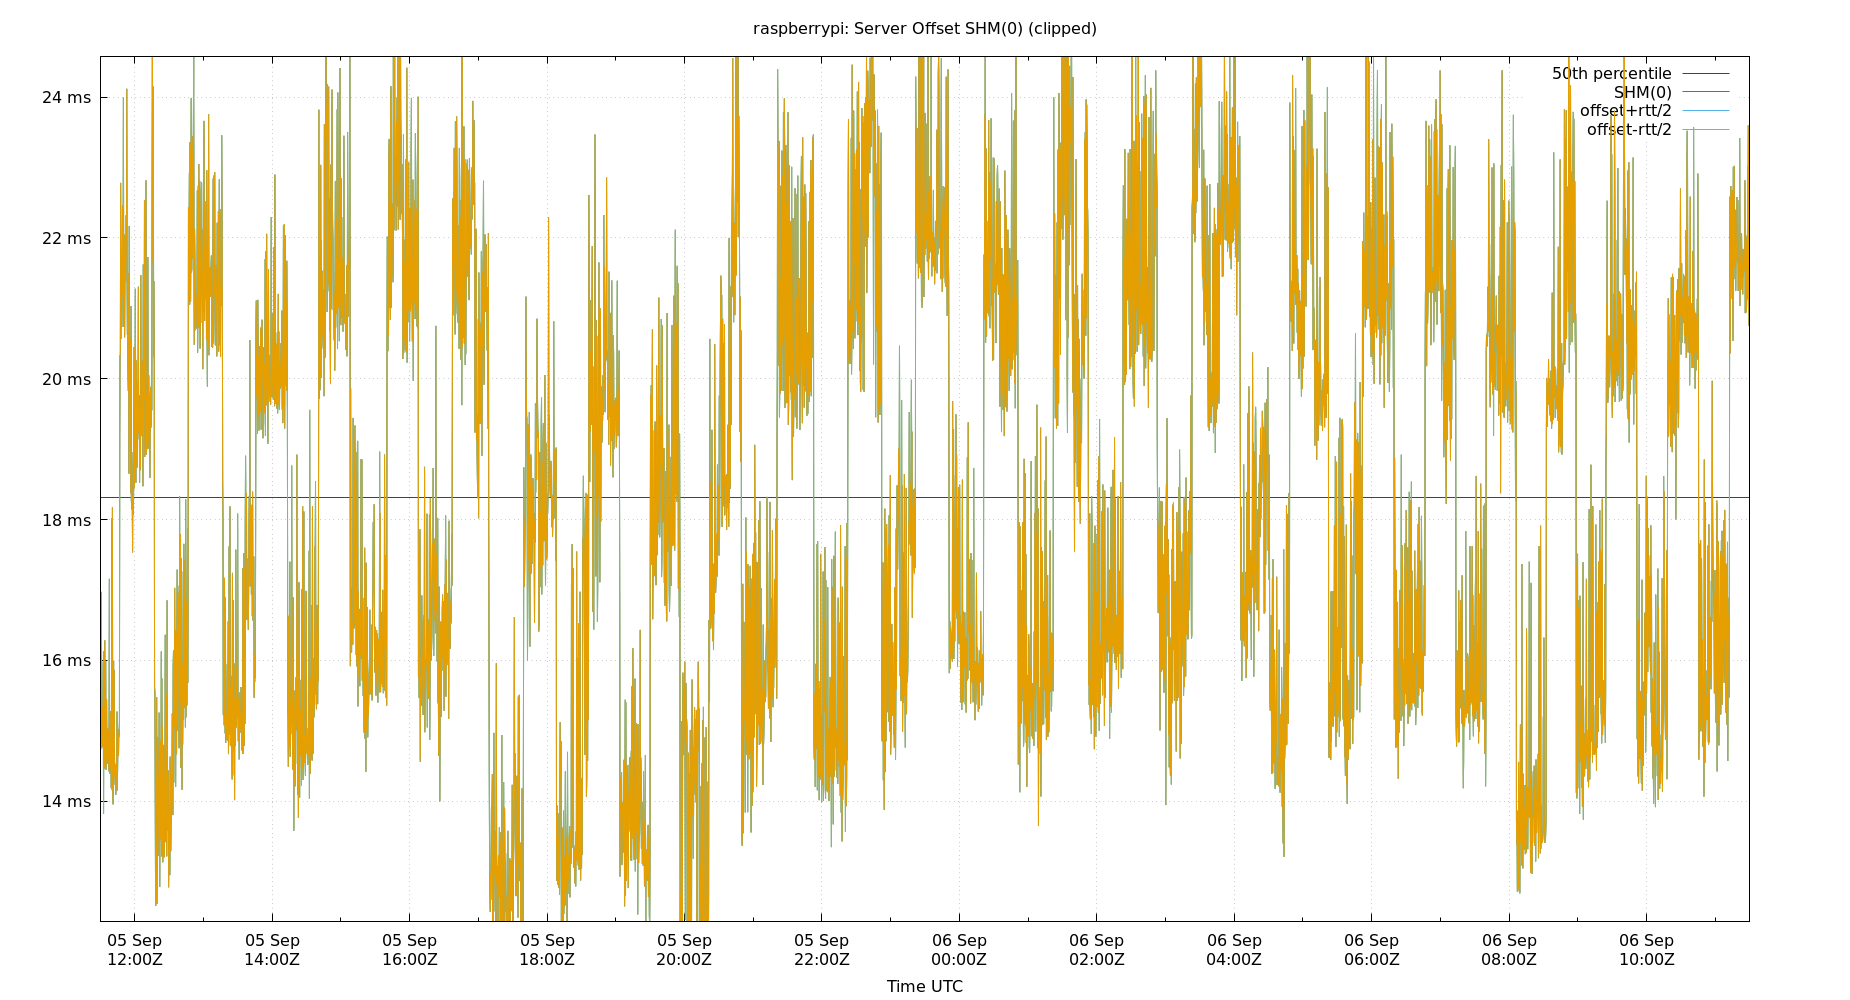 raspberrypi: Server Offset SHM(0) (clipped)
50th percentile
SHM(0)
offset+rtt/2
offset-rtt/2
24 ms
22 ms
20 ms
18 ms
16 ms
14 ms
05 Sep 05 Sep 05 Sep 05 Sep 05 Sep 05 Sep 06 Sep 06 Sep 06 Sep 06 Sep 06 Sep 06 Sep
12:00Z 14:00Z 16:00Z 18:00Z 20:00Z 22:00Z 00:00Z 02:00Z 04:00Z 06:00Z 08:00Z 10:00Z
Time UTC